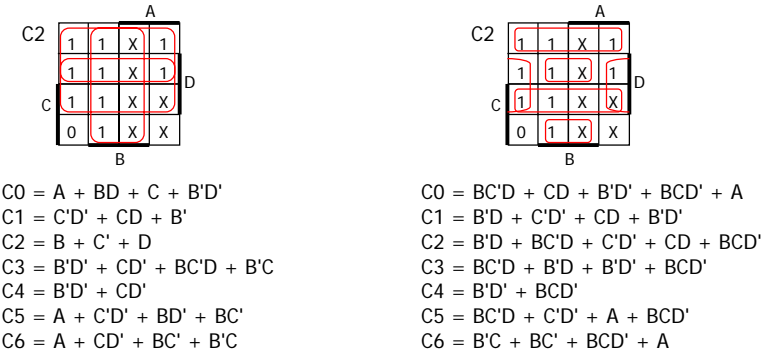 A
C2
1 1 X 1
1 1 X 1
D
C
1 1 X X
0 1 X X
B
C0 = A + BD + C + B'D'
C1 = C'D' + CD + B'
C2 = B + C' + D
C3 = B'D' + CD' + BC'D + B'C
C4 = B'D' + CD'
C5 = A + C'D' + BD' + BC'
C6 = A + CD' + BC' + B'C
A
C2
1 1 X 1
1 1 X 1
D
C
1 1 X X
0 1 X X
B
C0 = BC'D + CD + B'D' + BCD' + A
C1 = B'D + C'D' + CD + B'D'
C2 = B'D + BC'D + C'D' + CD + BCD'
C3 = BC'D + B'D + B'D' + BCD'
C4 = B'D' + BCD'
C5 = BC'D + C'D' + A + BCD'
C6 = B'C + BC' + BCD' + A